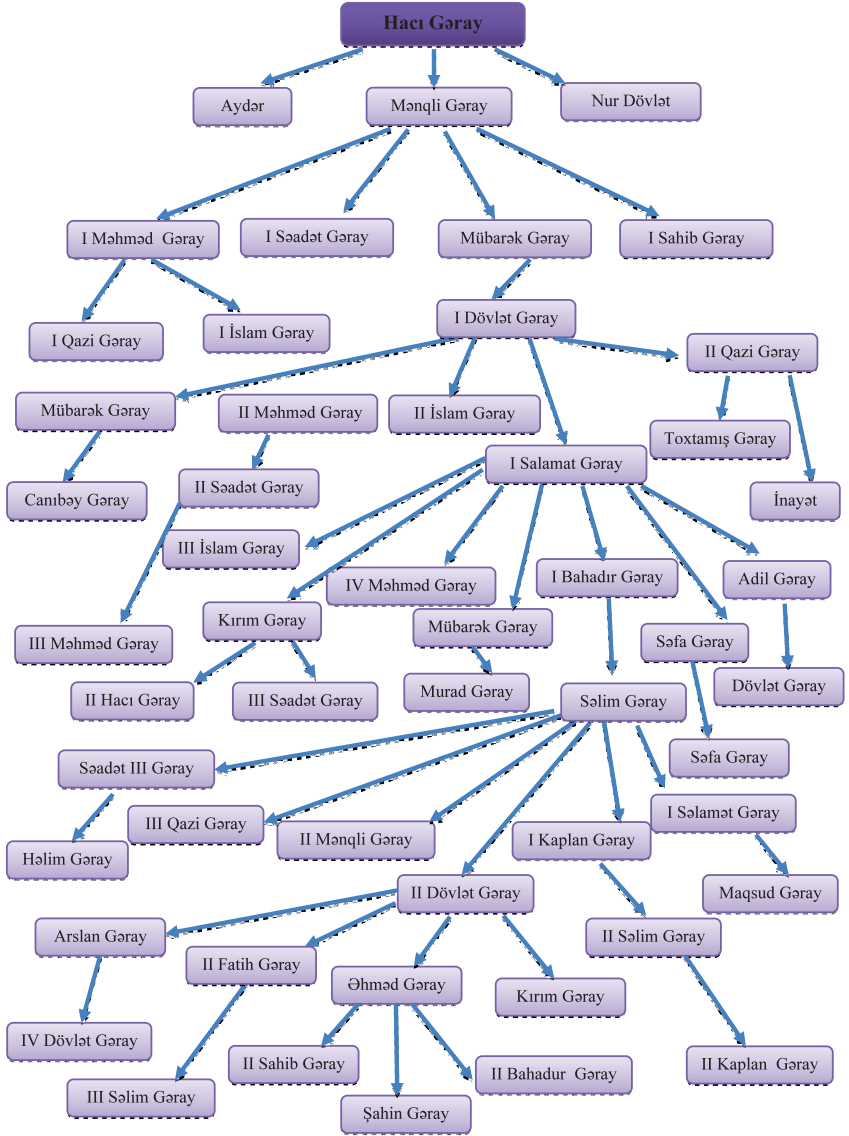 Hacı Gəray
Aydər
Mənqli Gəray
Nur Dövlət
I Məhməd Gəray
I Səadət Gəray
Mübarək Gəray
I Sahib Gəray
I Qazi Gəray
I İslam Gəray
I Dövlət Gəray
II Qazi Gəray
Mübarək Gəray
II Məhməd Gəray
II İslam Gəray
Toxtamış Gəray
I Salamat Gəray
Canıbəy Gəray
II Səadət Gəray
İnayət
III İslam Gəray
IV Məhməd Gəray
I Bahadır Gəray
Adil Gəray
Kırım Gəray
Mübarək Gəray
III Məhməd Gəray
Səfa Gəray
II Hacı Gəray
III Səadət Gəray
Murad Gəray
Səlim Gəray
Dövlət Gəray
Səfa Gəray
Səadət III Gəray
III Qazi Gəray
II Mənqli Gəray
I Kaplan Gəray
I Səlamət Gəray
Həlim Gəray
II Dövlət Gəray
Maqsud Gəray
Arslan Gəray
II Fatih Gəray
II Səlim Gəray
Əhməd Gəray
Kırım Gəray
IV Dövlət Gəray
II Sahib Gəray
II Bahadur Gəray
II Kaplan Gəray
III Səlim Gəray
Şahin Gəray